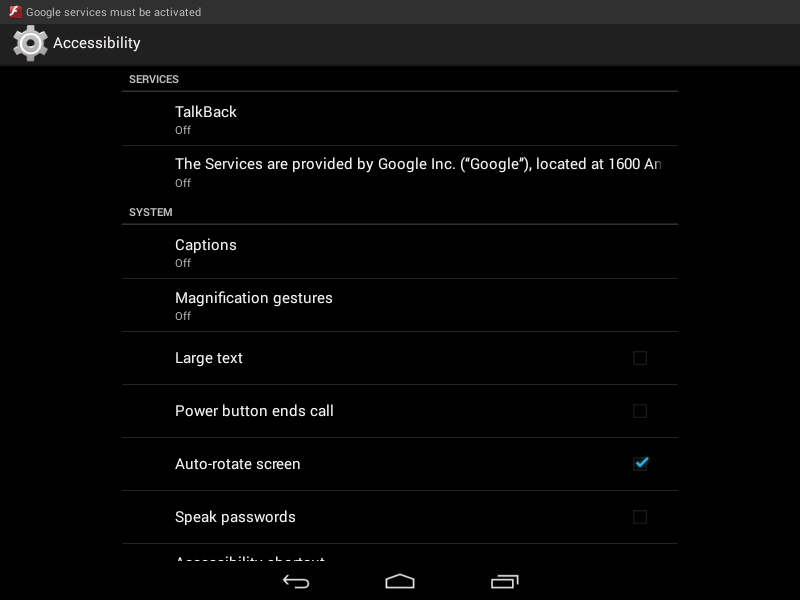 Google services must be activated
Accessibility
SERVICES
TalkBack
Off
The Services are provided by Google Inc. (“Google”), located at 1600
Off
SYSTEM
Captions
Off
Magnification gestures
Off
Large text
Power button ends call
Auto-rotate screen
Speak passwords
Accessibility shortcut